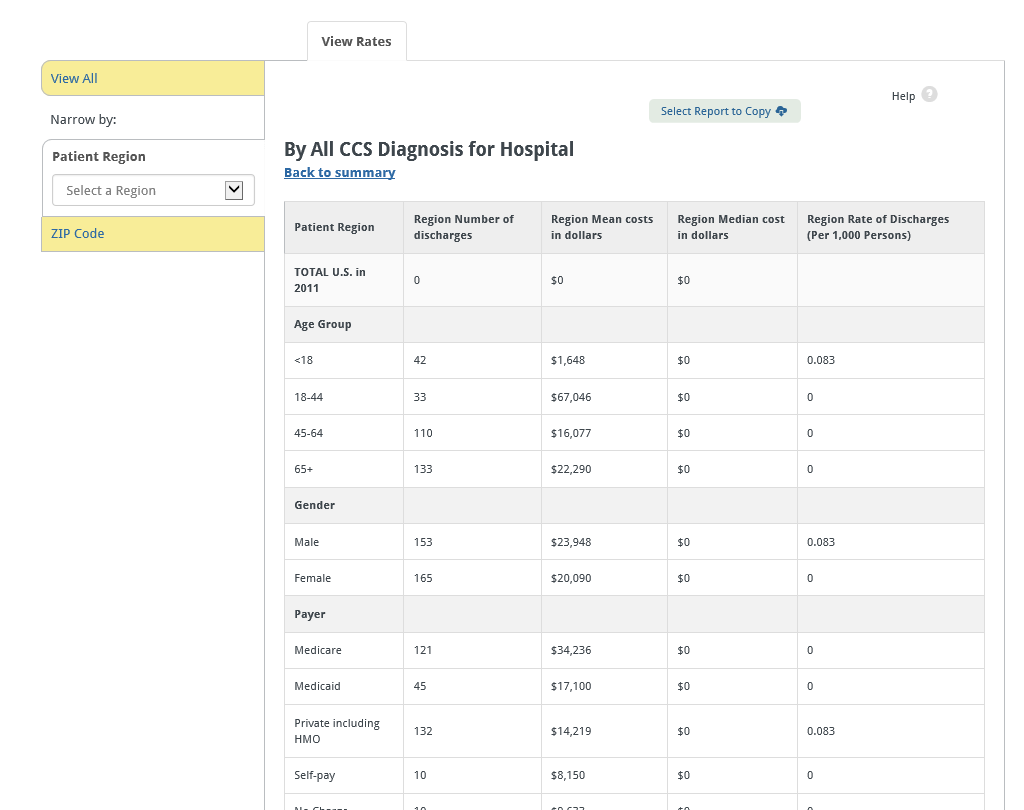 View Rates
View All
Narrow by:
Patient Region
Select a Region
ZIP Code
Help ?
Select Report to Copy
By All CCS Diagnosis for Hospital
Back to summary
Patient Region
Region Number of
discharges
Region Mean costs
in dollars
Region Median cost
in dollars
Region Rate of Discharges
(Per 1,000 Persons)
TOTAL U.S. in
2011
0 $0 $0
Age Group
<18 42 $1,648 $0 0.083
18-44 33 $67,046 $0 0
45-64 110 $16,077 $0 0
65+ 133 $22,290 $0 0
Gender
Male 153 $23,948 $0 0.083
Female 165 $20,090 $0 0
Payer
Medicare 121 $34,236 $0 0
Medicaid 45 $17,100 $0 0
Private including
HMO
132 $14,219 $0 0.083
Self-pay 10 $8,150 $0 0